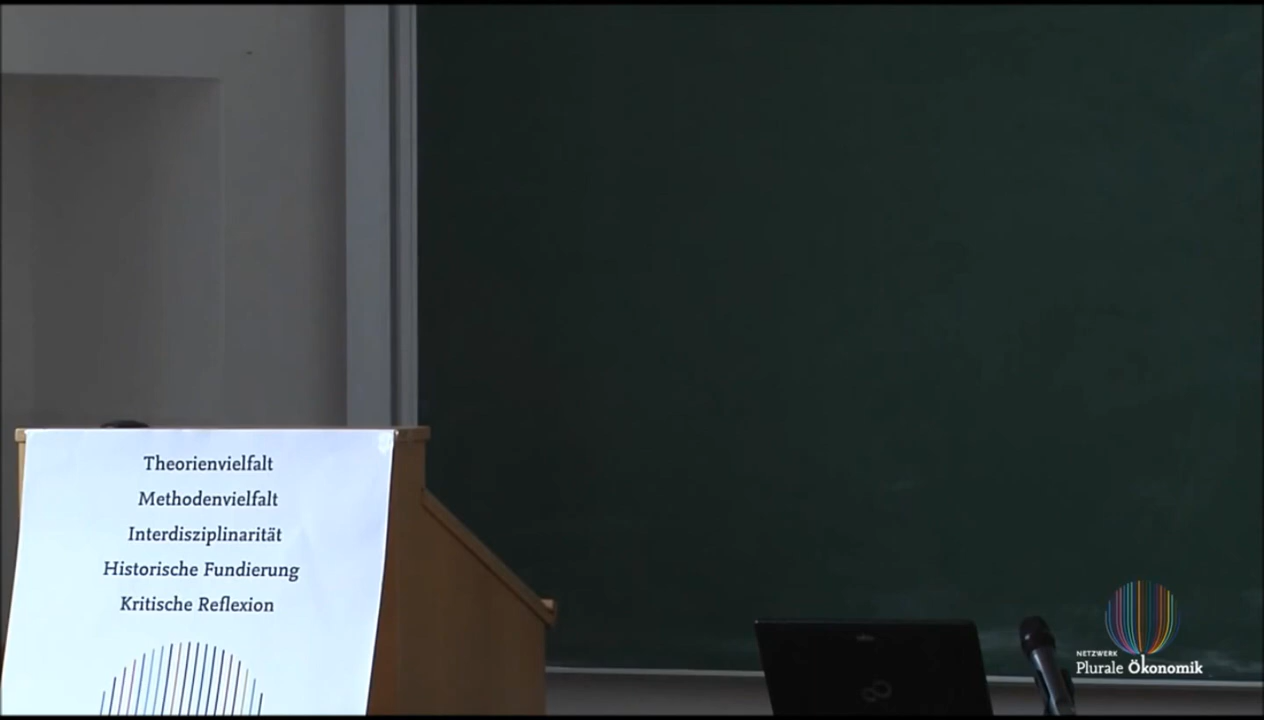 Theorienvielfalt
Methodenvielfalt
Interdisziplinarität
Historische Fundierung
Kritische Reflexion
NETZWERK
Plurale Ökonomik